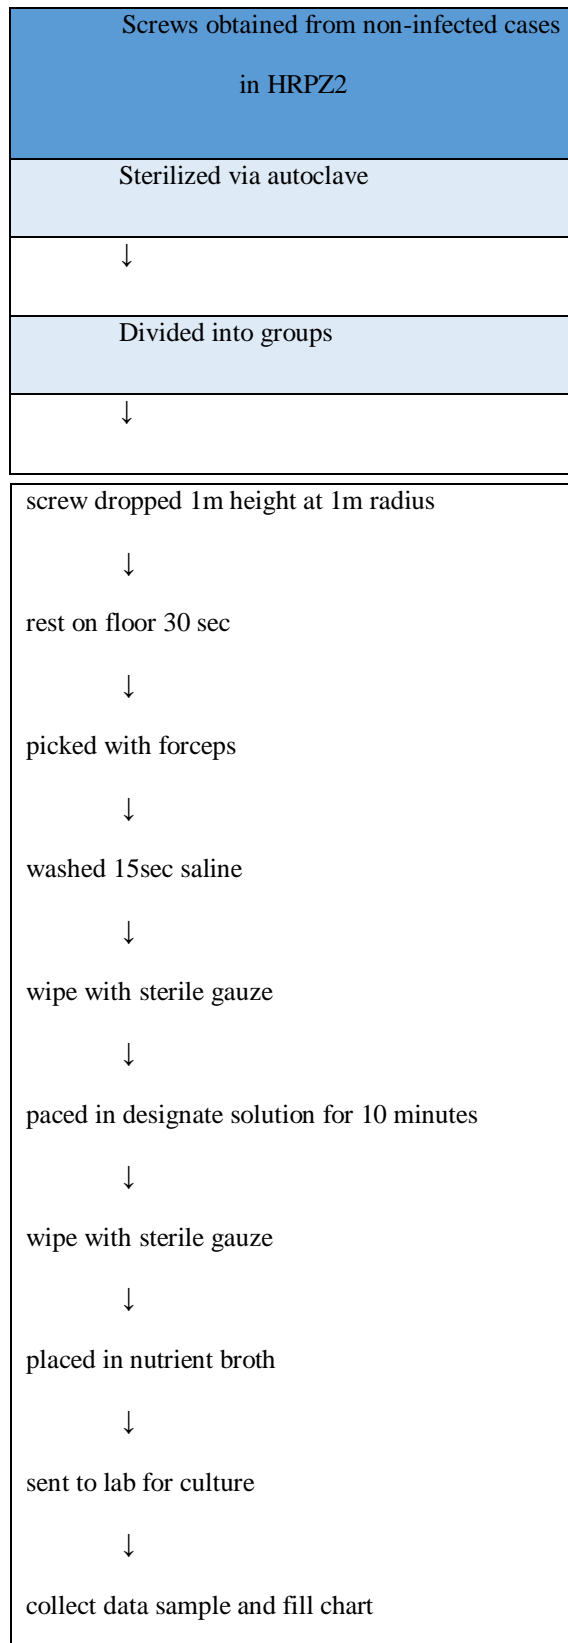 Screws obtained from non-infected cases
in HRPZ2
Sterilized via autoclave
↓
Divided into groups
↓
screw dropped 1m height at 1m radius
↓
rest on floor 30 sec
↓
picked with forceps
↓
washed 15sec saline
↓
wipe with sterile gauze
↓
paced in designate solution for 10 minutes
↓
wipe with sterile gauze
↓
placed in nutrient broth
↓
sent to lab for culture
↓
collect data sample and fill chart